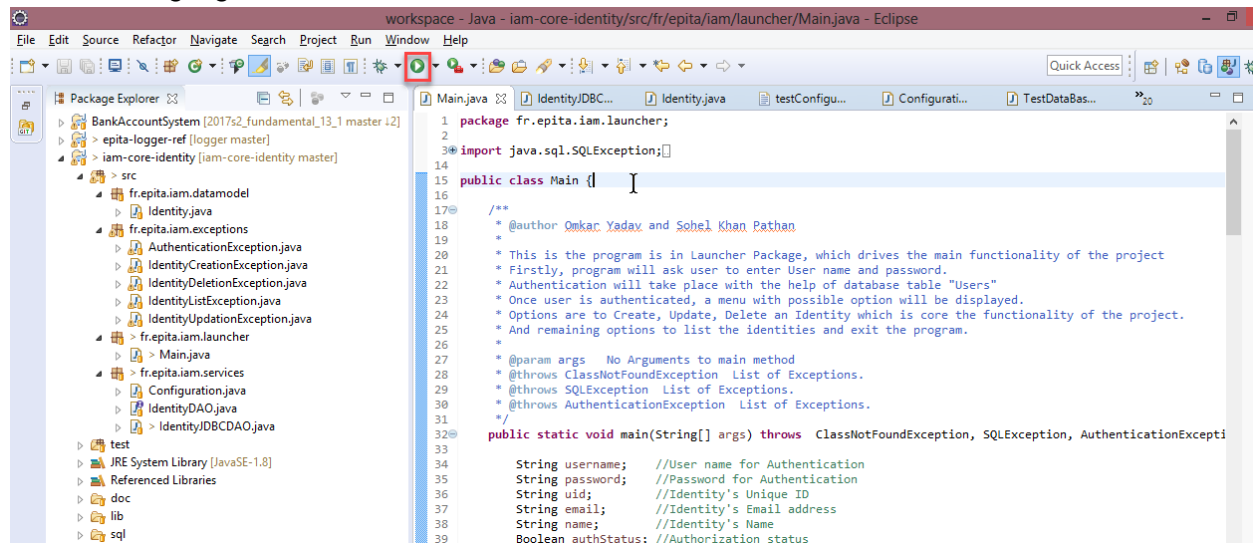 workspace - Java - iam-core-identity/src/fr/epita/iam/launcher/Main.java - Eclipse
File Edit Source Refactor Navigate Search Project Run Window Help
Quick Access
Package Explorer
BankAccountSystem [2017s2_fundamental_13_1 master ↓2]
> epita-logger-ref [logger master]
> iam-core-identity [iam-core-identity master]
> src
fr.epita.iam.datamodel
Identity.java
fr.epita.iam.exceptions
AuthenticationException.java
IdentityCreationException.java
IdentityDeletionException.java
IdentityListException.java
IdentityUpdationException.java
> fr.epita.iam.launcher
> Main.java
> fr.epita.iam.services
Configuration.java
IdentityDAO.java
> IdentityJDBCDAO.java
test
JRE System Library [JavaSE-1.8]
Referenced Libraries
doc
lib
sql
GIT
Main.java IdentityJDBC... Identity.java testConfigu... Configurati... TestDataBas... »20
1 package fr.epita.iam.launcher;
2
3 import java.sql.SQLException;
14
15 public class Main {
16
17 /**
18 * @author Omkar Yadav and Sohel Khan Pathan
19 *
20 * This is the program is in Launcher Package, which drives the main functionality of the project
21 * Firstly, program will ask user to enter User name and password.
22 * Authentication will take place with the help of database table "Users"
23 * Once user is authenticated, a menu with possible option will be displayed.
24 * Options are to Create, Update, Delete an Identity which is core the functionality of the project.
25 * And remaining options to list the identities and exit the program.
26 *
27 * @param args No Arguments to main method
28 * @throws ClassNotFoundException List of Exceptions.
29 * @throws SQLException List of Exceptions.
30 * @throws AuthenticationException List of Exceptions.
31 */
32 public static void main(String[] args) throws ClassNotFoundException, SQLException, AuthenticationExcepti
33
34 String username; //User name for Authentication
35 String password; //Password for Authentication
36 String uid; //Identity's Unique ID
37 String email; //Identity's Email address
38 String name; //Identity's Name
39 Boolean authStatus; //Authorization status